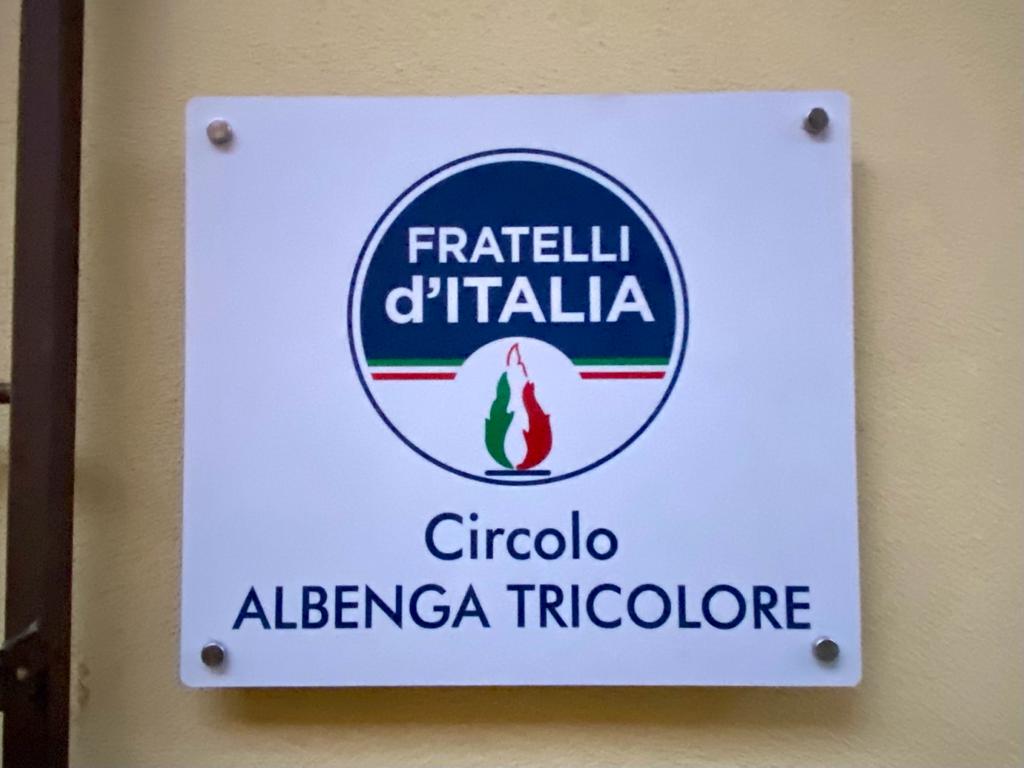 FRATELLI
d'ITALIA
Circolo
ALBENGA TRICOLORE